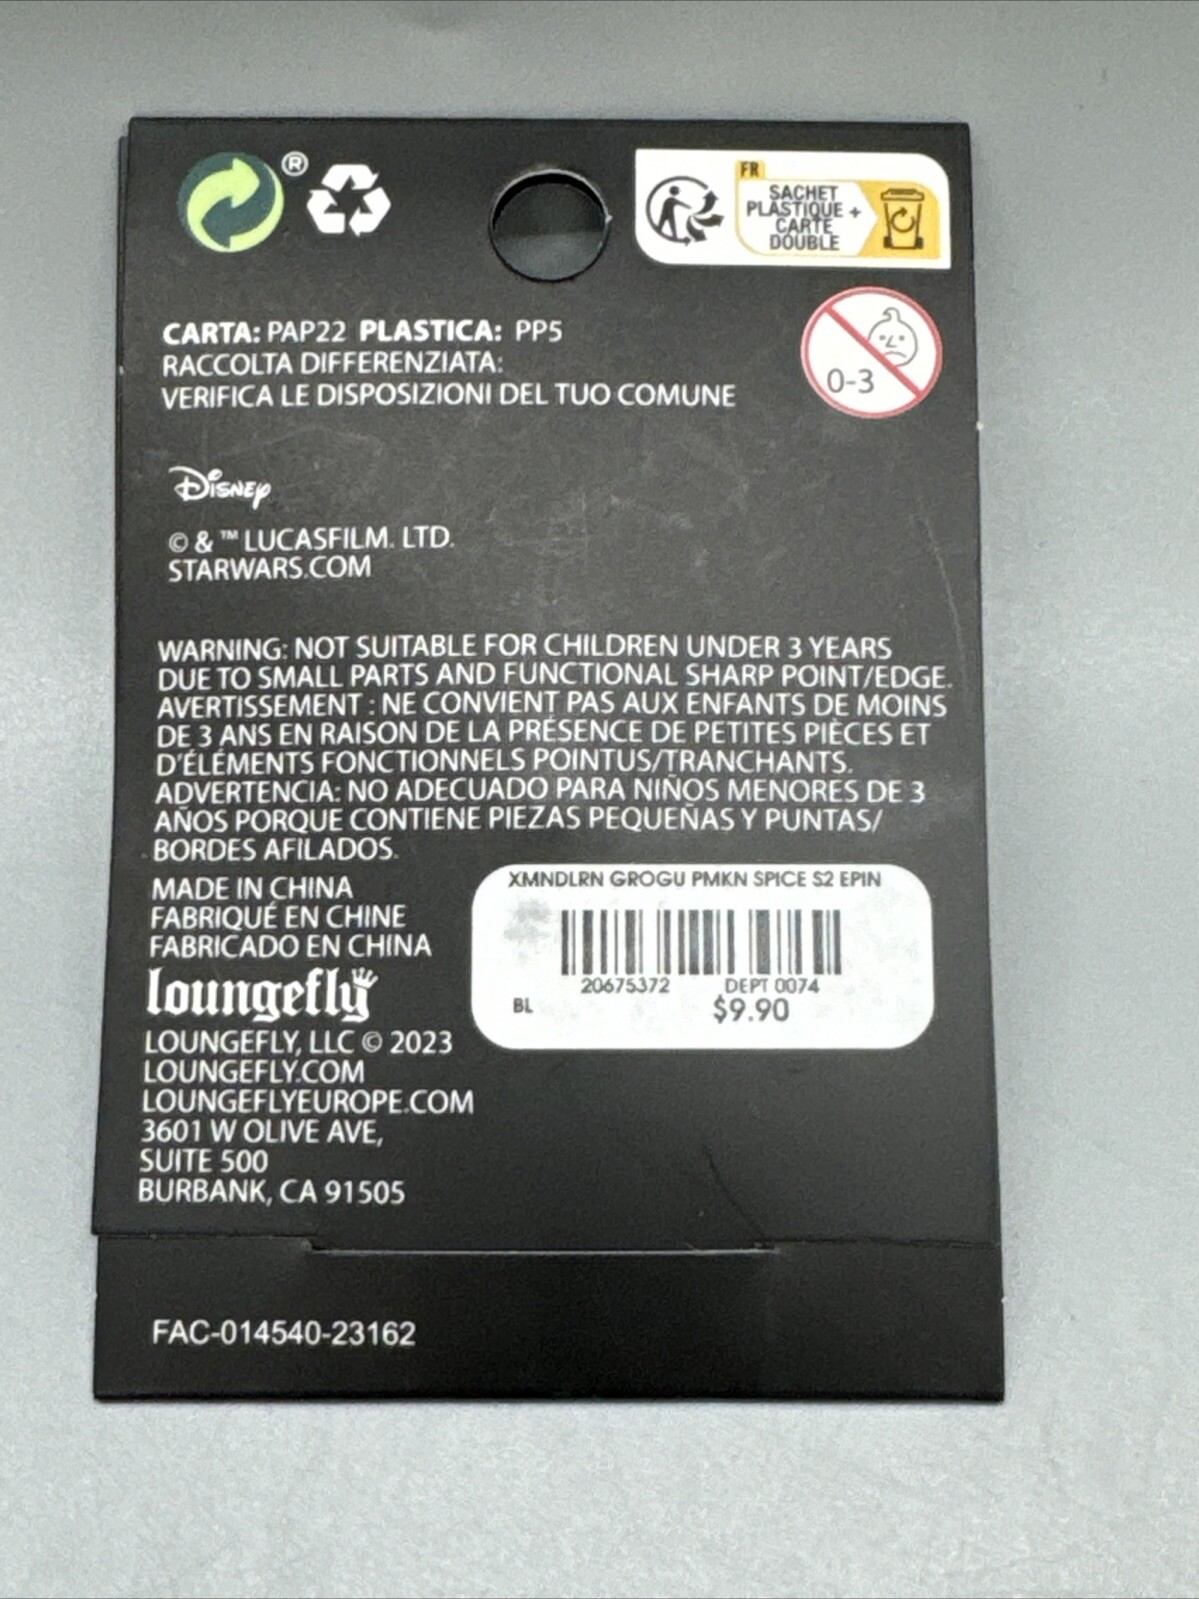 ®
FR
SACHET
PLASTIQUE +
CARTE
DOUBLE
CARTA: PAP22 PLASTICA: PP5
RACCOLTA DIFFERENZIATA:
VERIFICA LE DISPOSIZIONI DEL TUO COMUNE
0-3
Disney
© & ™ LUCASFILM. LTD.
STARWARS.COM
WARNING: NOT SUITABLE FOR CHILDREN UNDER 3 YEARS
DUE TO SMALL PARTS AND FUNCTIONAL SHARP POINT/EDGE.
AVERTISSEMENT : NE CONVIENT PAS AUX ENFANTS DE MOINS
DE 3 ANS EN RAISON DE LA PRÉSENCE DE PETITES PIÈCES ET
D'ÉLÉMENTS FONCTIONNELS POINTUS/TRANCHANTS.
ADVERTENCIA: NO ADECUADO PARA NIÑOS MENORES DE 3
AÑOS PORQUE CONTIENE PIEZAS PEQUEÑAS Y PUNTAS/
BORDES AFILADOS.
MADE IN CHINA
FABRIQUÉ EN CHINE
FABRICADO EN CHINA
loungefly
LOUNGEFLY, LLC © 2023
LOUNGEFLY.COM
LOUNGEFLYEUROPE.COM
3601 W OLIVE AVE,
SUITE 500
BURBANK, CA 91505
XMNDLRN GROGU PMKN SPICE S2 EPIN
20675372 DEPT 0074
BL $9.90
FAC-014540-23162